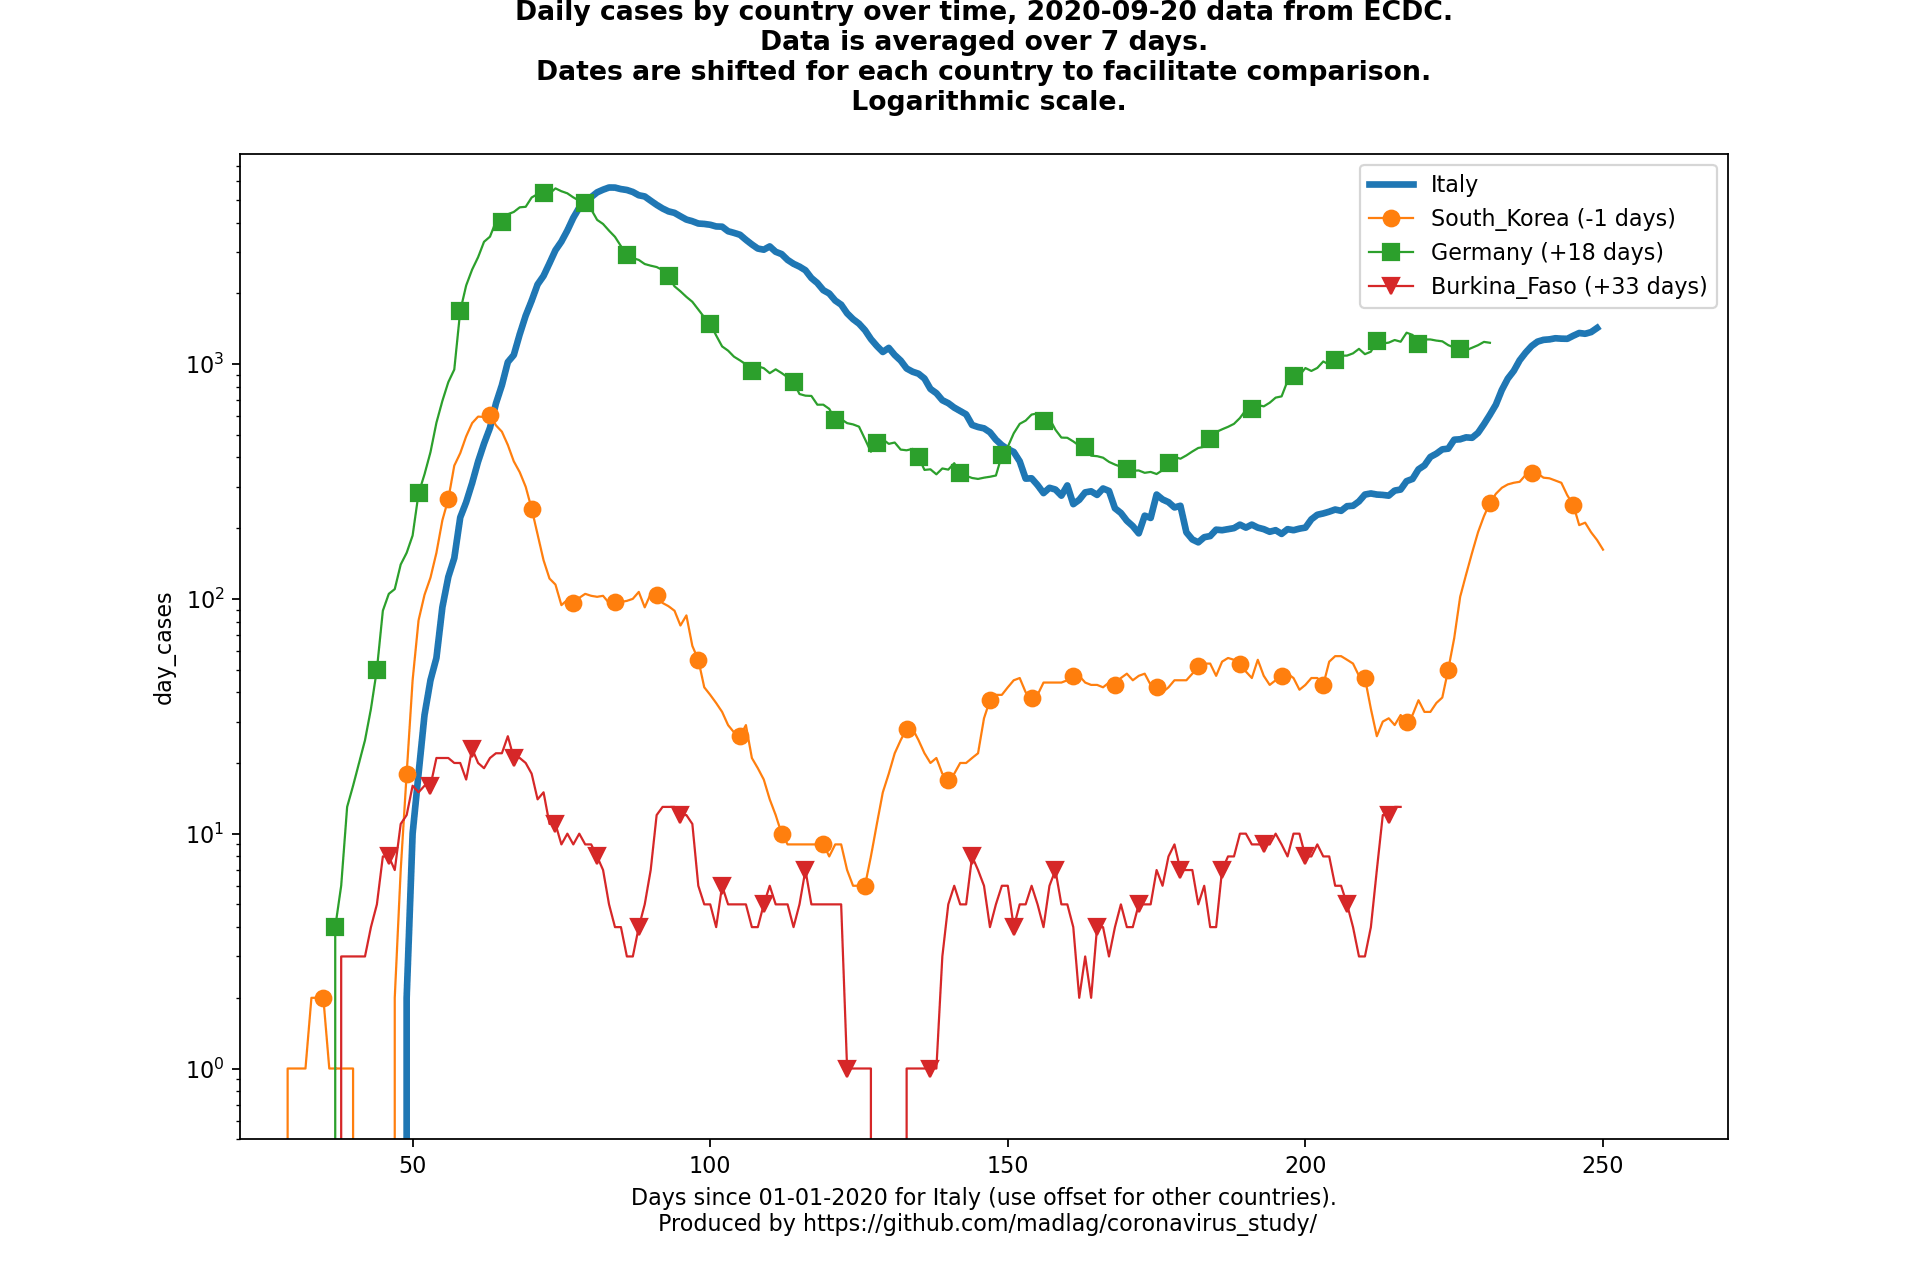 Daily cases by country over time, 2020-09-20 data from ECDC.
Data is averaged over 7 days.
Dates are shifted for each country to facilitate comparison.
Logarithmic scale.
Italy
South_Korea (-1 days)
Germany (+18 days)
Burkina_Faso (+33 days)
day_cases
10³
10²
10¹
10⁰
50 100 150 200 250
Days since 01-01-2020 for Italy (use offset for other countries).
Produced by https://github.com/madlag/coronavirus_study/